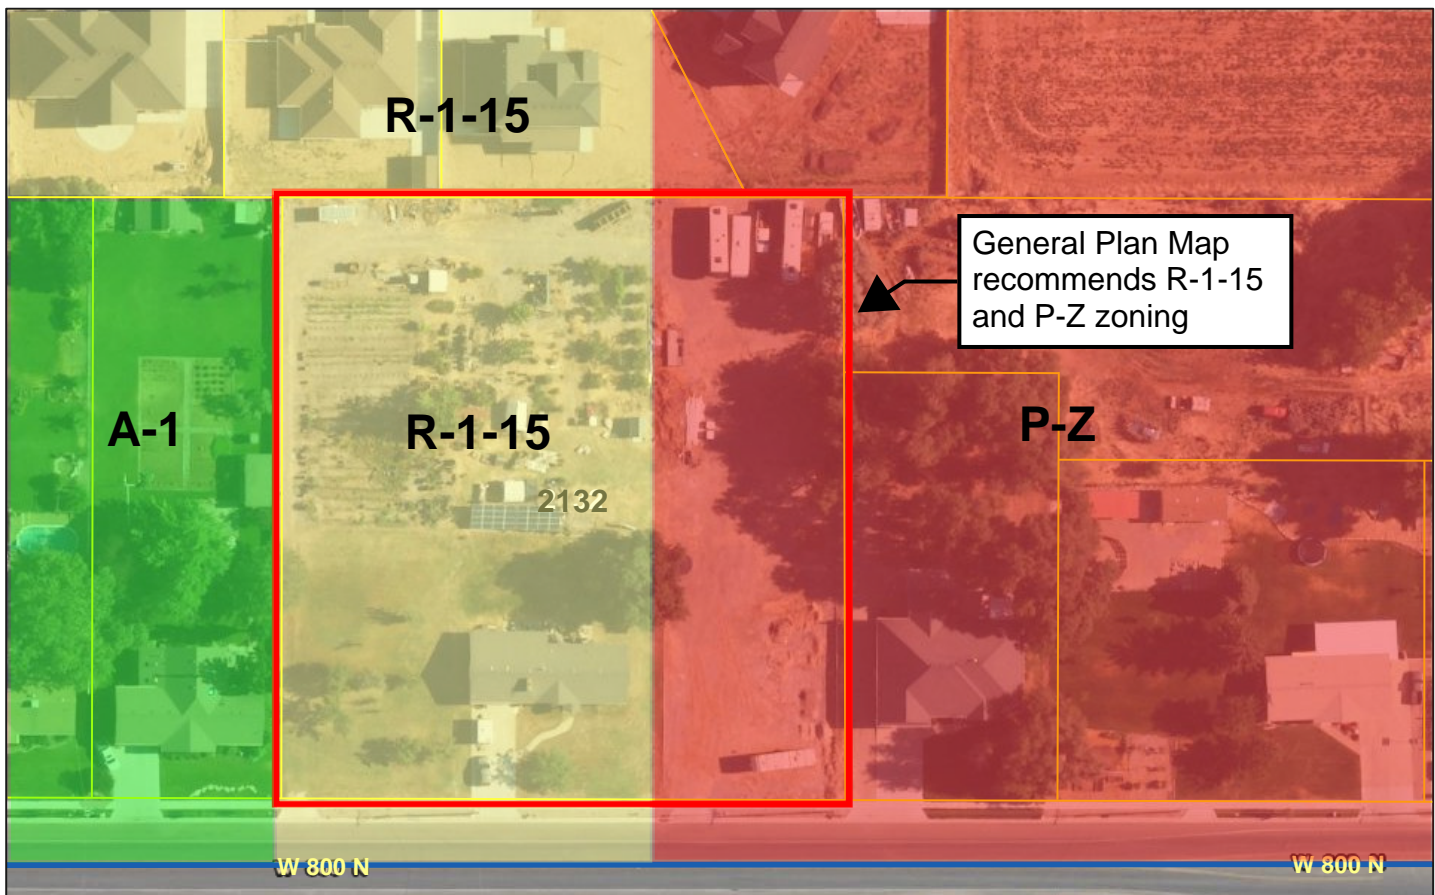 R-1-15
General Plan Map
recommends R-1-15
and P-Z zoning
A-1
R-1-15
P-Z
2132
W 800 N
W 800 N